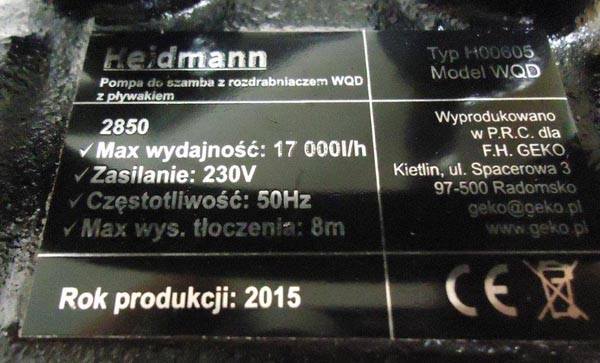 Heidmann
Pompa do szamba z rozdrabniaczem WQD
z pływakiem
Typ H00605
Model WQD
2850
✓Max wydajność: 17 000l/h
✓Zasilanie: 230V
✓Częstotliwość: 50Hz
✓Max wys. tłoczenia: 8m
Wyprodukowano
w P.R.C. dla
F.H. GEKO
Kietlin, ul. Spacerowa 3
97-500 Radomsko
geko@geko.pl
www.geko.pl
Rok produkcji: 2015
CE